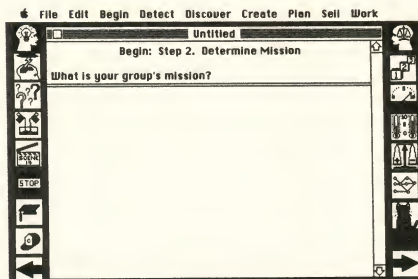 File Edit Begin Detect Discover Create Plan Sell Work
Untitled
Begin: Step 2. Determine Mission
What is your group's mission?
???
SCENE
STOP